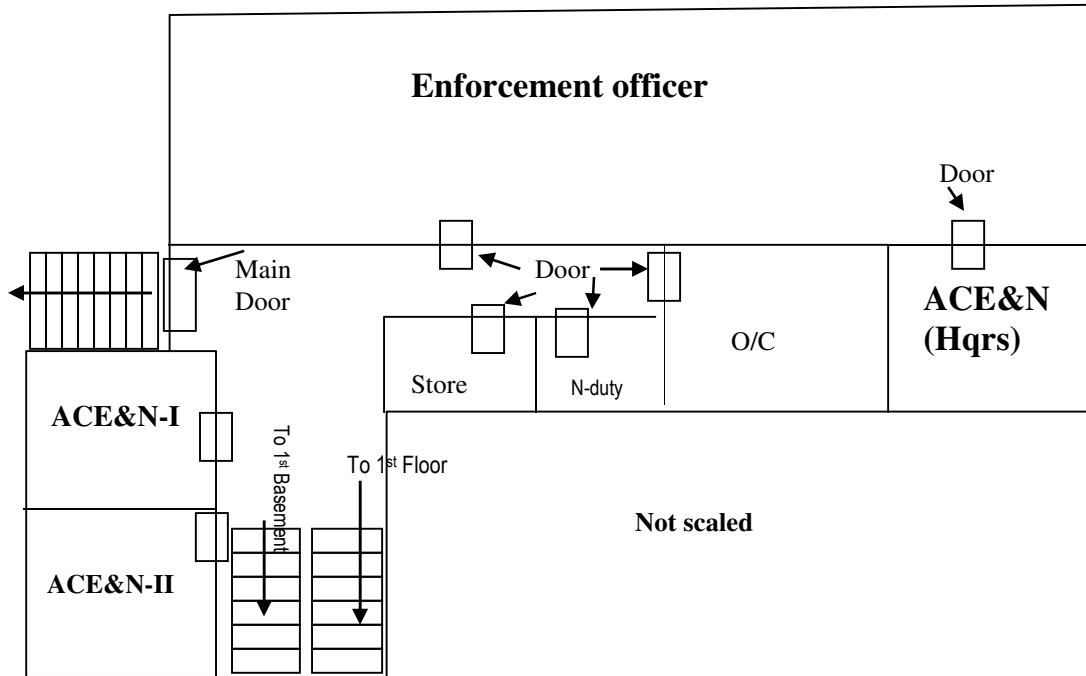 Enforcement officer
Door
Main
Door
Door
ACE&N
(Hqrs)
O/C
Store
N-duty
ACE&N-I
To 1st Basement
To 1st Floor
Not scaled
ACE&N-II